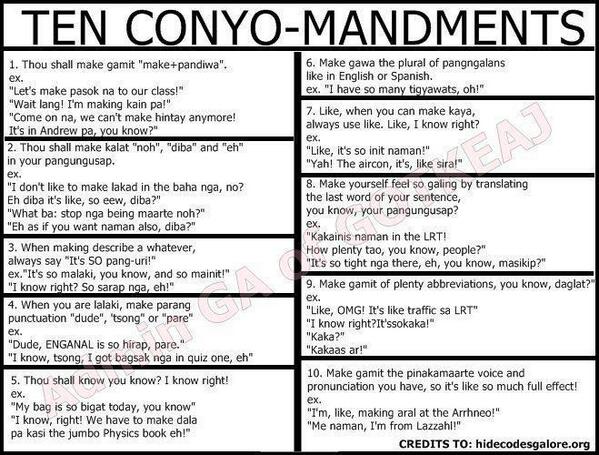 TEN CONYO-MANDMENTS
1. Thou shall make gamit "make+pandiwa".
ex.
"Let's make pasok na to our class!"
"Wait lang! I'm making kain pa!"
"Come on, we can't make hintay anymore!
It's in Andrew pa, you know?"
2. Thou shall make kalat "noh", "diba" and "eh"
in your pangungusap.
ex.
"I don't like to make lakad in the baha nga, no?
Eh diba it's like, so eew, diba?"
"What ba: stop nga being maarte noh?"
"Eh as if you want naman also, diba?"
3. When making describe a whatever,
always say "It's SO pang-uri!"
ex."It's so malaki, you know, and so mainit!"
"I know right? So sarap nga, eh!"
4. When you are lalaki, make parang
punctuation "dude", 'tsong" or "pare"
ex.
"Dude, ENGANAL is so hirap, pare."
"I know, tsong, I got bagsak nga in quiz one, eh"
5. Thou shall know you know? I know right!
ex.
"My bag is so bigat today, you know"
"I know, right! We have to make dala
pa kasi the jumbo Physics book eh!"
6. Make gawa the plural of pangngalans
like in English or Spanish.
ex. "I have so many tigyawats, oh!"
7. Like, when you can make kaya,
always use like. Like, I know right?
ex.
"Like, it's so init naman!"
"Yah! The aircon, it's, like sira!"
8. Make yourself feel so galing by translating
the last word of your sentence,
you know, your pangungusap?
ex.
"Kakainis naman in the LRT!
How plenty tao, you know, people?"
"It's so tight nga there, eh, you know, masikip?"
9. Make gamit of plenty abbreviations, you know, daglat?"
ex.
"Like, OMG! It's like traffic sa LRT"
"I know right?It'ssokaka!"
"Kaka?"
"Kakaas ar!"
10. Make gamit the pinakamaarte voice and
pronunciation you have, so it's like so much full effect!
ex.
"I'm, like, making aral at the Arrhneo!"
"Me naman, I'm from Lazzahl!"
CREDITS TO: hidecodesgalore.org